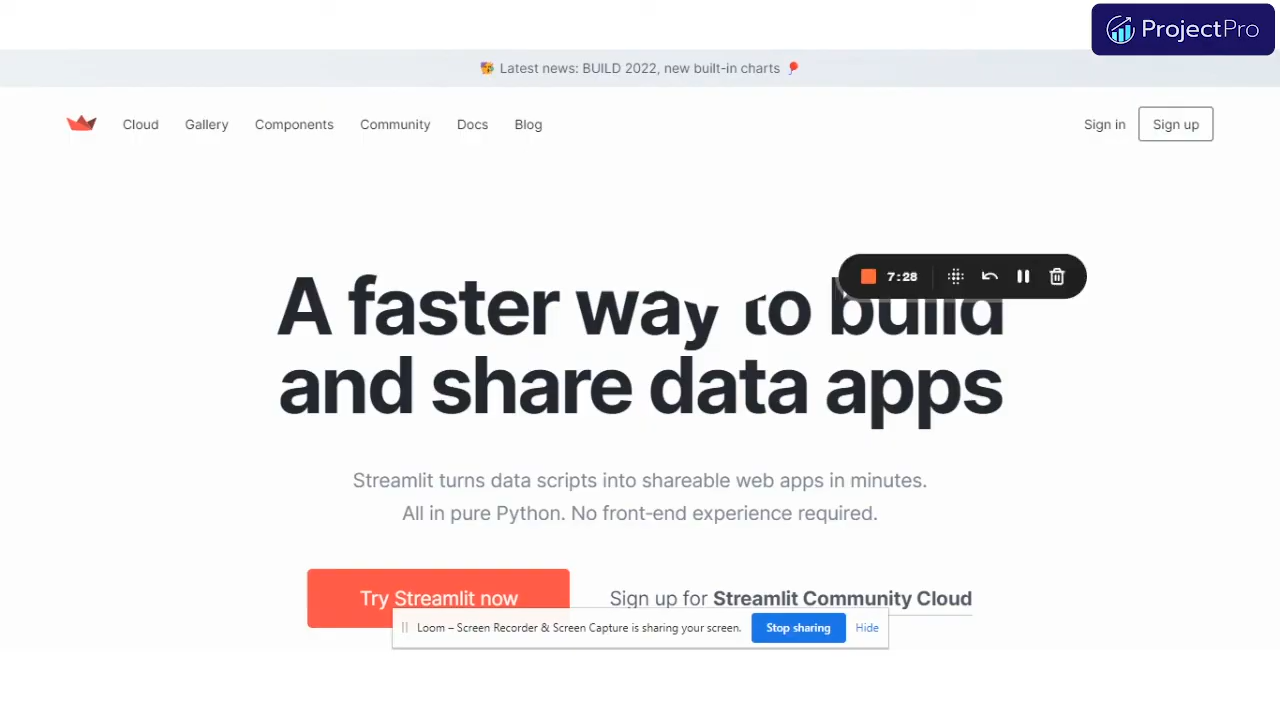 ProjectPro
Latest news: BUILD 2022, new built-in charts
Cloud Gallery Components Community Docs Blog Sign in Sign up
7:28
A faster way to build
and share data apps
Streamlit turns data scripts into shareable web apps in minutes.
All in pure Python. No front-end experience required.
Try Streamlit now Sign up for Streamlit Community Cloud
Loom – Screen Recorder & Screen Capture is sharing your screen. Stop sharing Hide